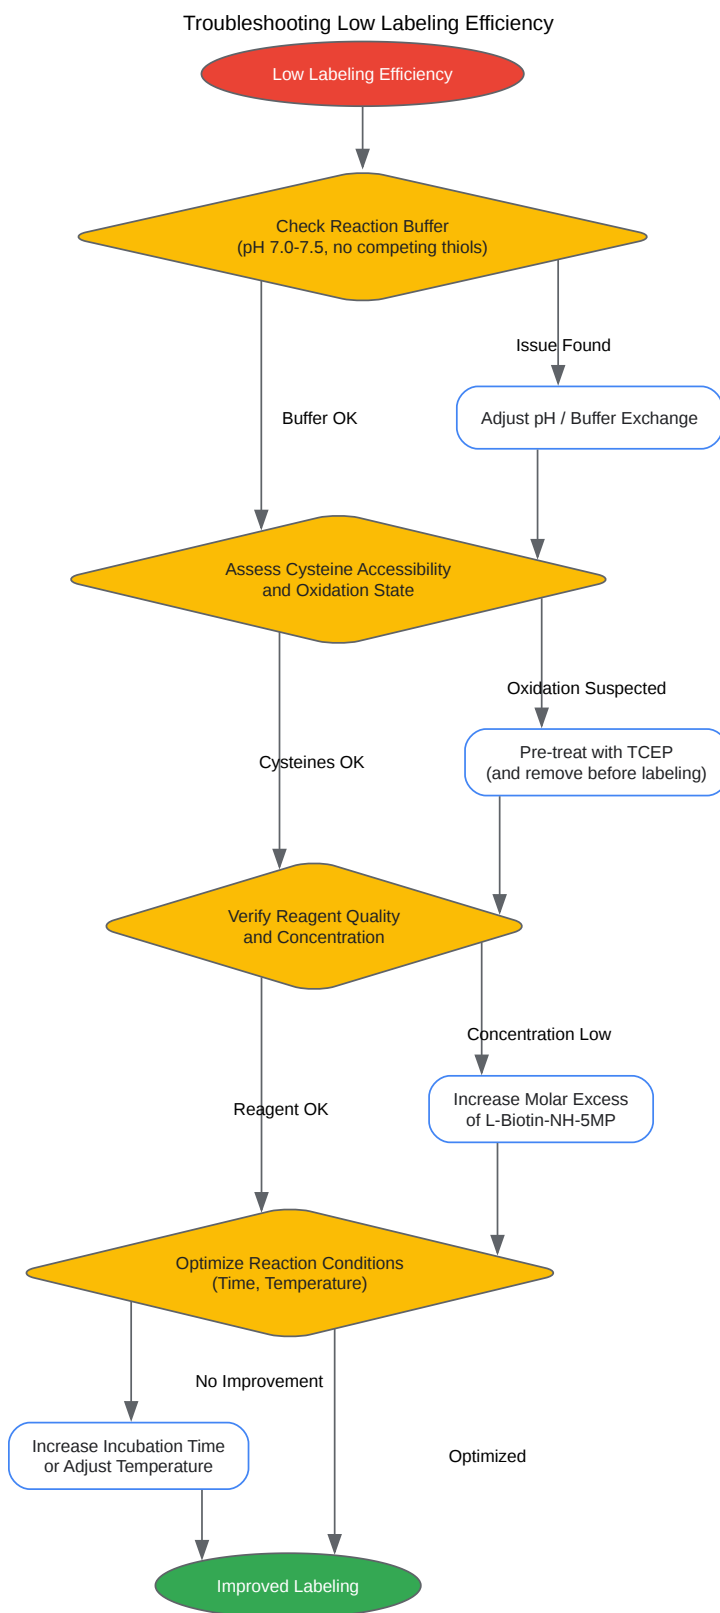 Troubleshooting Low Labeling Efficiency
Low Labeling Efficiency
Check Reaction Buffer
(pH 7.0-7.5, no competing thiols)
Issue Found
Buffer OK
Adjust pH / Buffer Exchange
Assess Cysteine Accessibility
and Oxidation State
Oxidation Suspected
Cysteines OK
Pre-treat with TCEP
(and remove before labeling)
Verify Reagent Quality
and Concentration
Concentration Low
Reagent OK
Increase Molar Excess
of L-Biotin-NH-5MP
Optimize Reaction Conditions
(Time, Temperature)
No Improvement
Increase Incubation Time
or Adjust Temperature
Optimized
Improved Labeling